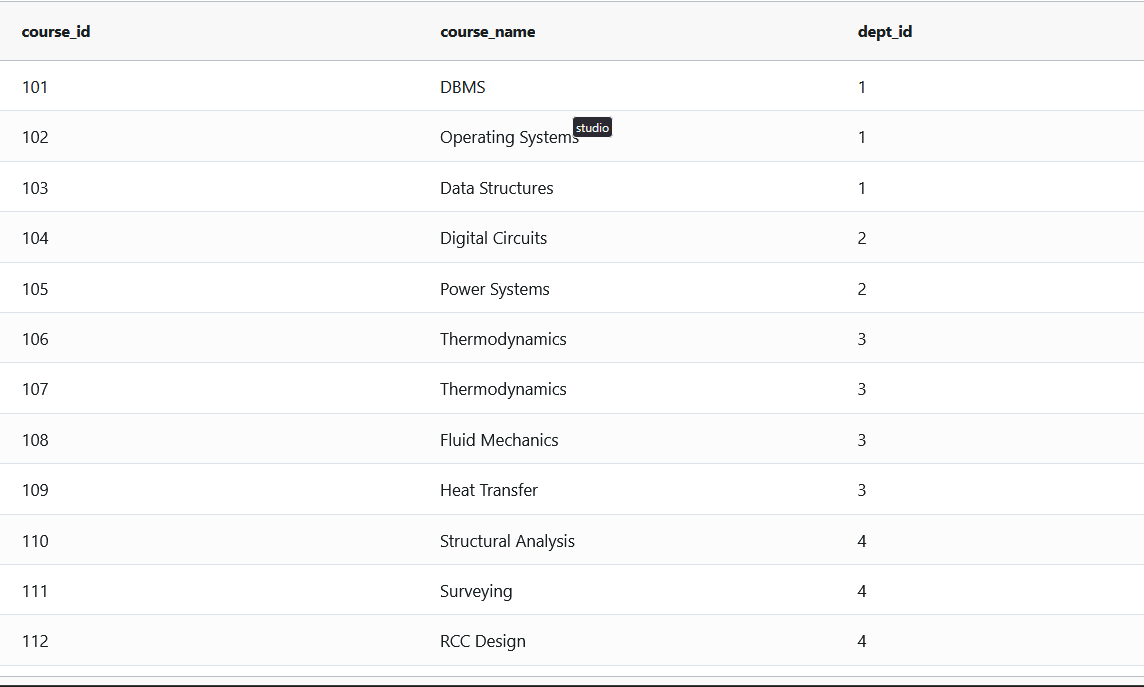 course_id course_name dept_id
101 DBMS 1
studio
102 Operating Systems 1
103 Data Structures 1
104 Digital Circuits 2
105 Power Systems 2
106 Thermodynamics 3
107 Thermodynamics 3
108 Fluid Mechanics 3
109 Heat Transfer 3
110 Structural Analysis 4
111 Surveying 4
112 RCC Design 4